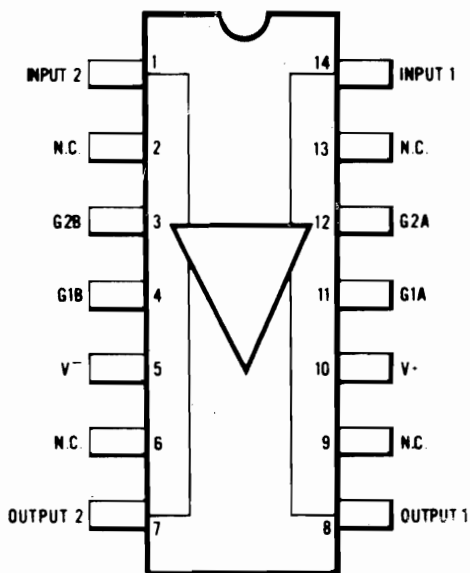 INPUT 2 1 14 INPUT 1
N.C. 2 13 N.C.
G2B 3 12 G2A
G1B 4 11 G1A
V− 5 10 V+
N.C. 6 9 N.C.
OUTPUT 2 7 8 OUTPUT 1